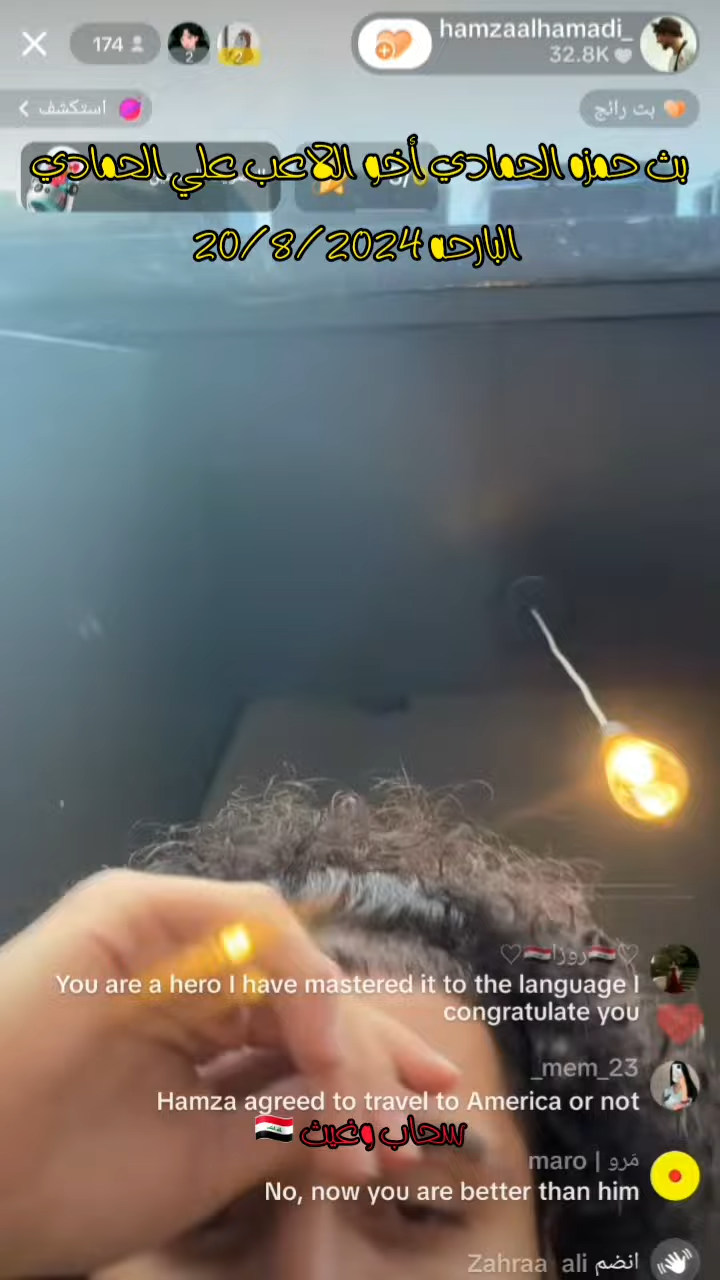 174
2
2
hamzaalhamadi_
32.8K
استكشف
بث رائج
بث حمزه الحمادي أخو اللاعب علي الحمادي
البارحه 20/8/2024
♡🇮🇶روزا🇮🇶♡
You are a hero I have mastered it to the language I
congratulate you
_mem_23
Hamza agreed to travel to America or not
سحاب وغيث 🇮🇶
maro | مَرو
No, now you are better than him
Zahraa ali انضم